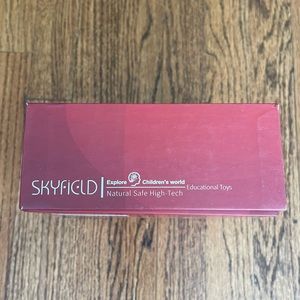 SKYFIELD
Explore Children's world
Natural Safe High-Tech Educational Toys